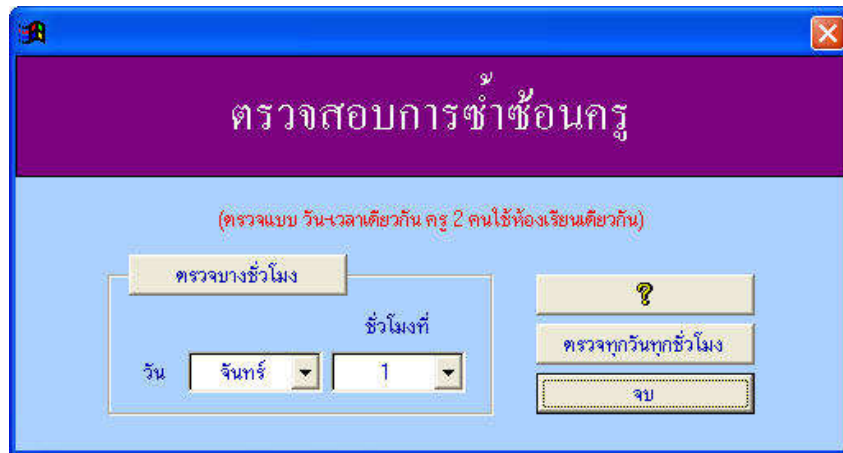 ตรวจสอบการซ้ำซ้อนครู
(ตรวจแบบ วัน-เวลาเดียวกัน ครู 2 คนใช้ห้องเรียนเดียวกัน)
ตรวจบางชั่วโมง
ชั่วโมงที่
วัน จันทร์ 1
?
ตรวจทุกวันทุกชั่วโมง
จบ